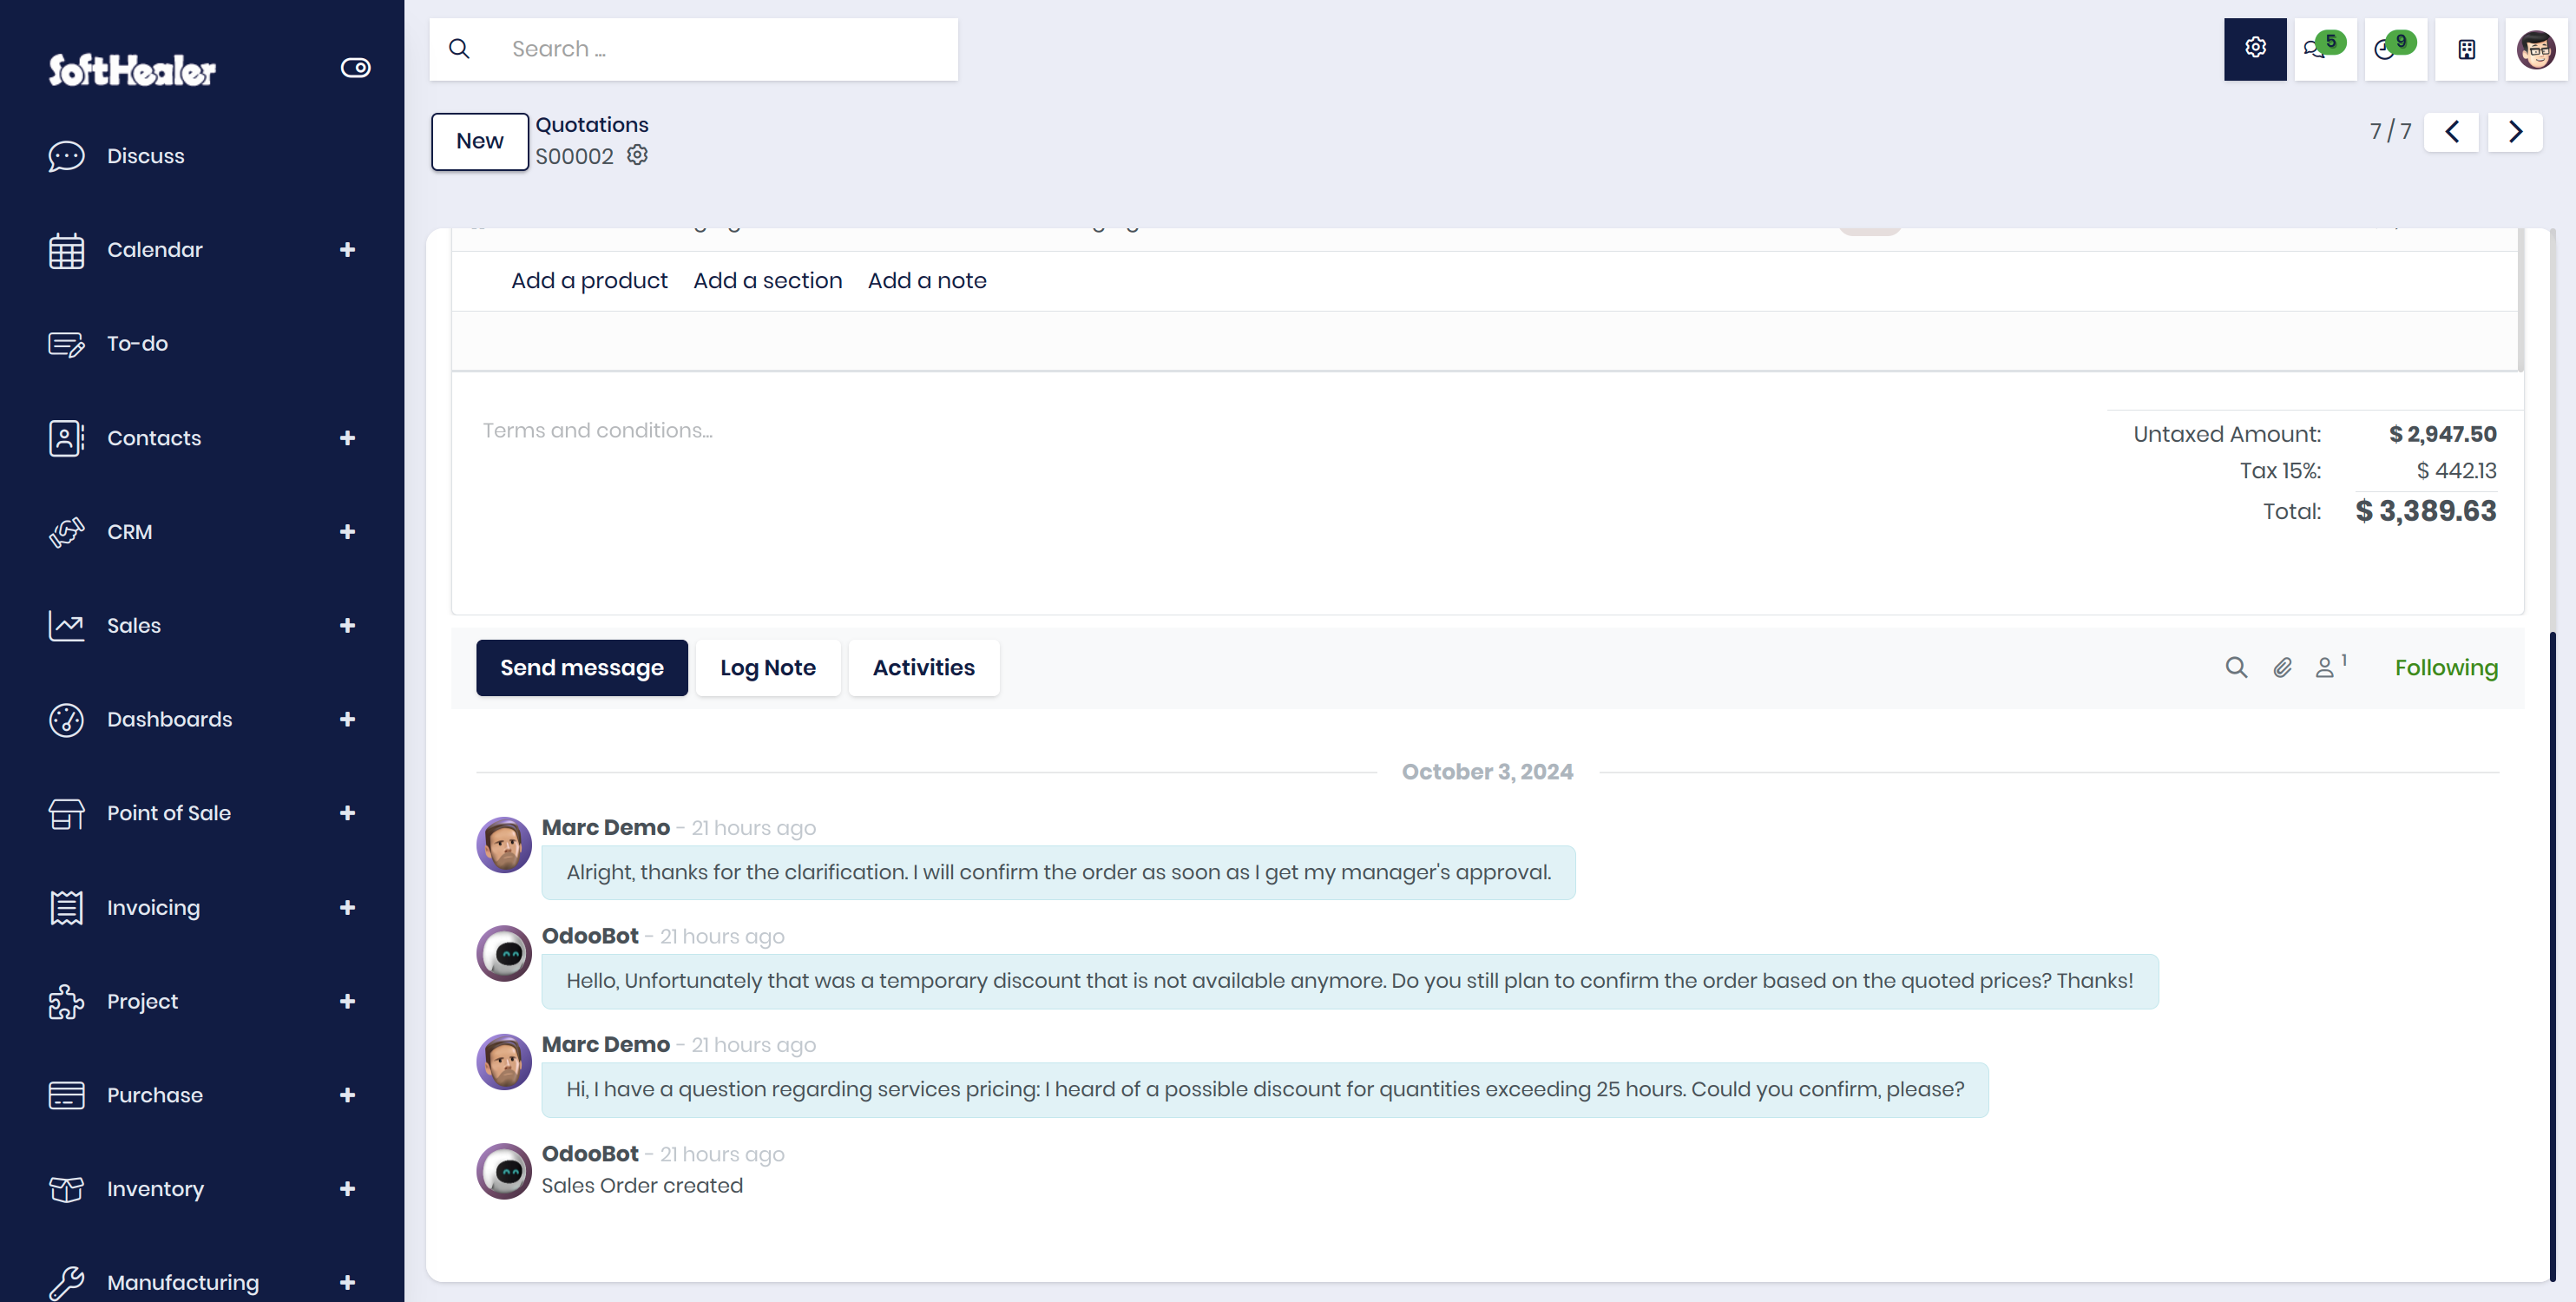 SoftHealer
Discuss
Calendar
To-do
Contacts
CRM
Sales
Dashboards
Point of Sale
Invoicing
Project
Purchase
Inventory
Manufacturing
Search ...
5
9
New
Quotations
S00002
7 / 7
Add a product Add a section Add a note
Terms and conditions...
Untaxed Amount: $ 2,947.50
Tax 15%: $ 442.13
Total: $ 3,389.63
Send message Log Note Activities
1
Following
October 3, 2024
Marc Demo - 21 hours ago
Alright, thanks for the clarification. I will confirm the order as soon as I get my manager's approval.
OdooBot - 21 hours ago
Hello, Unfortunately that was a temporary discount that is not available anymore. Do you still plan to confirm the order based on the quoted prices? Thanks!
Marc Demo - 21 hours ago
Hi, I have a question regarding services pricing: I heard of a possible discount for quantities exceeding 25 hours. Could you confirm, please?
OdooBot - 21 hours ago
Sales Order created